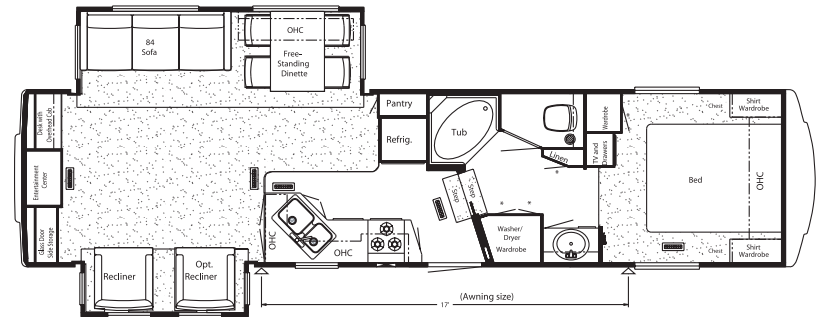 84
Sofa
OHC
Free-
Standing
Dinette
Desk with
Overhead Cab
Entertainment
Center
Glass Door
Side Storage
Recliner
Opt.
Recliner
Pantry
Refrig.
OHC
OHC
Tub
Linen
Step
Step
Washer/
Dryer
Wardrobe
Wardrobe
TV and
Drawers
Chest
Shirt
Wardrobe
Bed
OHC
Chest
Shirt
Wardrobe
*
*
*
*
(Awning size)
17'